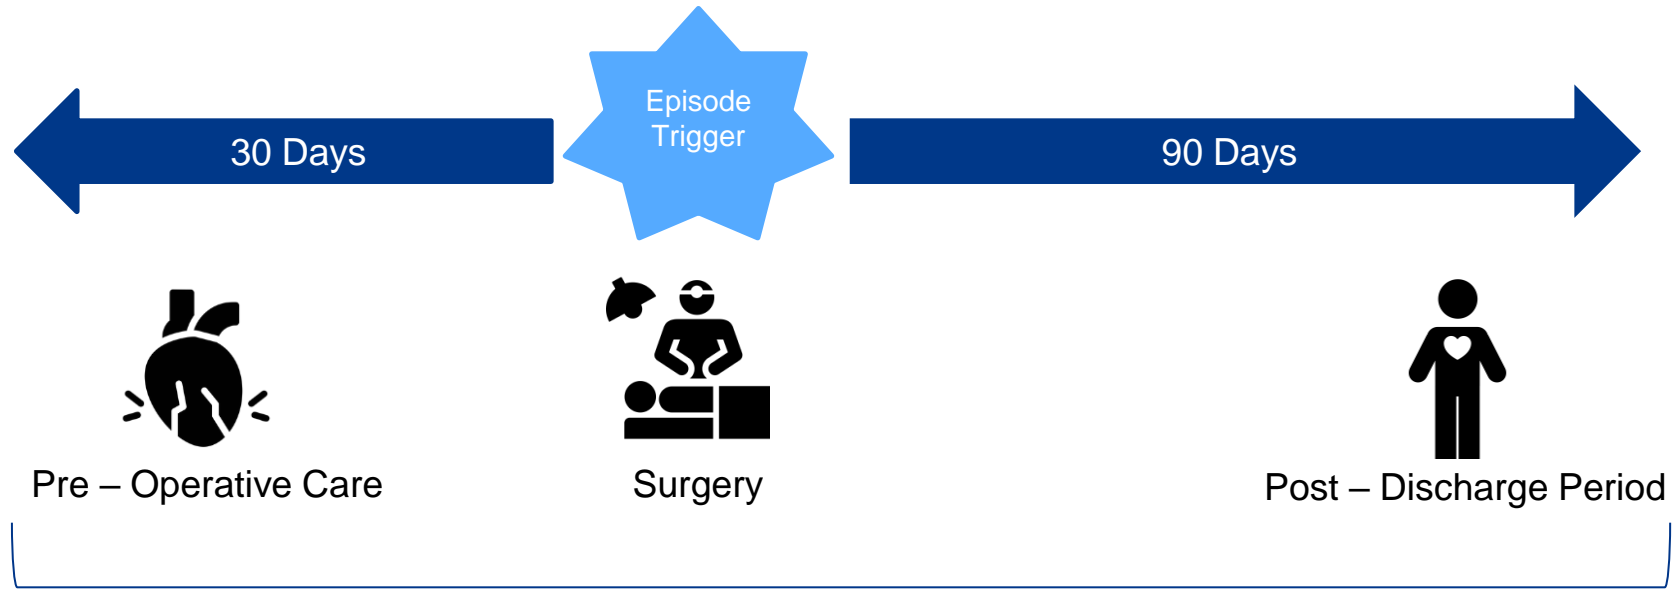 Episode
Trigger
30 Days
90 Days
Pre – Operative Care
Surgery
Post – Discharge Period